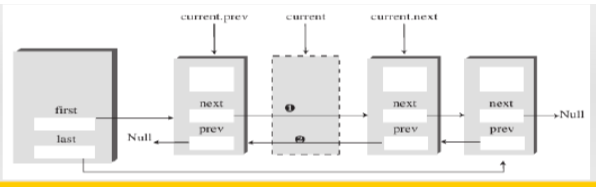 current.prev current current.next
first next ❶ next next Null
last Null prev ❷ prev prev